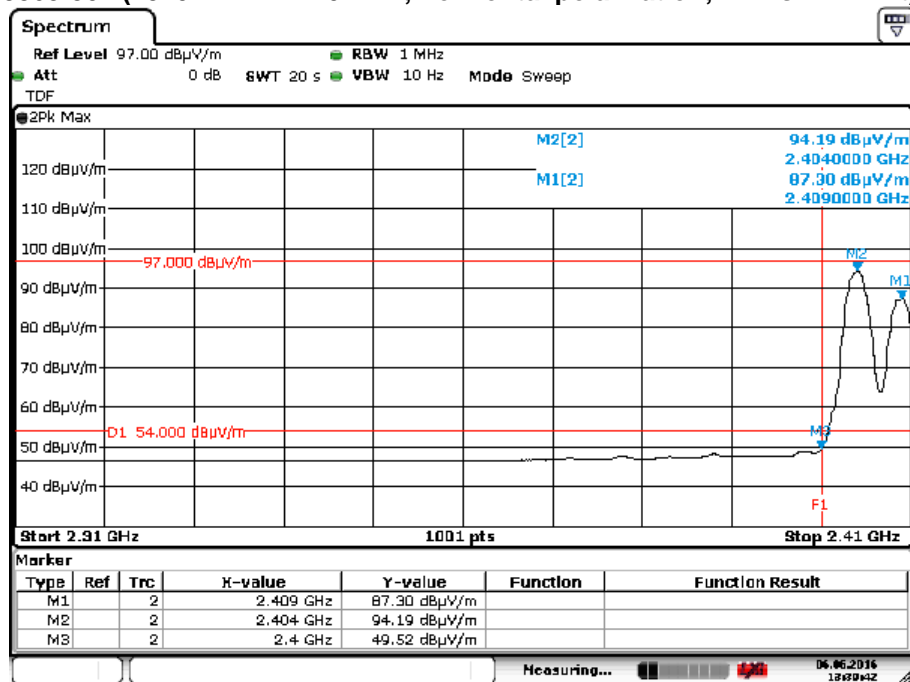 Spectrum
Ref Level 97.00 dBµV/m RBW 1 MHz
Att 0 dB SWT 20 s VBW 10 Hz Mode Sweep
TDF
2Pk Max
M2[2] 94.19 dBµV/m
2.4040000 GHz
M1[2] 87.30 dBµV/m
2.4090000 GHz
120 dBµV/m
110 dBµV/m
100 dBµV/m
97.000 dBµV/m
M2
90 dBµV/m
M1
80 dBµV/m
70 dBµV/m
60 dBµV/m
D1 54.000 dBµV/m
M3
50 dBµV/m
40 dBµV/m
F1
Start 2.31 GHz 1001 pts Stop 2.41 GHz
Marker
Type Ref Trc X-value Y-value Function Function Result
M1 2 2.409 GHz 87.30 dBµV/m
M2 2 2.404 GHz 94.19 dBµV/m
M3 2 2.4 GHz 49.52 dBµV/m
Measuring... 06.06.2016
13:39:42